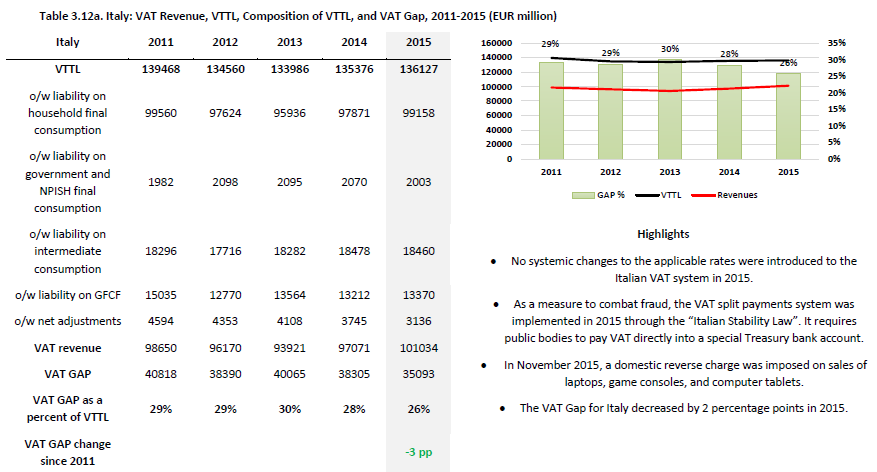 Table 3.12a. Italy: VAT Revenue, VTTL, Composition of VTTL, and VAT Gap, 2011-2015 (EUR million)
Italy 2011 2012 2013 2014 2015
VTTL 139468 134560 133986 135376 136127
o/w liability on
household final
consumption
99560 97624 95936 97871 99158
o/w liability on
government and
NPISH final
consumption
1982 2098 2095 2070 2003
o/w liability on
intermediate
consumption
18296 17716 18282 18478 18460
o/w liability on GFCF 15035 12770 13564 13212 13370
o/w net adjustments 4594 4353 4108 3745 3136
VAT revenue 98650 96170 93921 97071 101034
VAT GAP 40818 38390 40065 38305 35093
VAT GAP as a
percent of VTTL
29% 29% 30% 28% 26%
VAT GAP change
since 2011
-3 pp
160000
140000
120000
100000
80000
60000
40000
20000
0
29% 29% 30% 28% 26%
35%
30%
25%
20%
15%
10%
5%
0%
2011 2012 2013 2014 2015
GAP % VTTL Revenues
Highlights
• No systemic changes to the applicable rates were introduced to the
Italian VAT system in 2015.
• As a measure to combat fraud, the VAT split payments system was
implemented in 2015 through the “Italian Stability Law”. It requires
public bodies to pay VAT directly into a special Treasury bank account.
• In November 2015, a domestic reverse charge was imposed on sales of
laptops, game consoles, and computer tablets.
• The VAT Gap for Italy decreased by 2 percentage points in 2015.